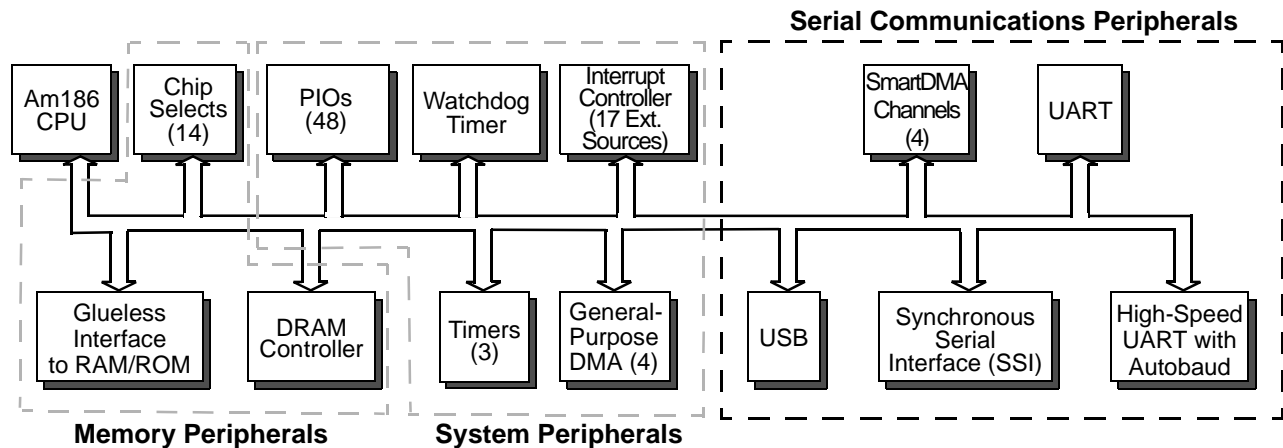 Serial Communications Peripherals
Am186
CPU
Chip
Selects
(14)
PIOs
(48)
Watchdog
Timer
Interrupt
Controller
(17 Ext.
Sources)
SmartDMA
Channels
(4)
UART
Glueless
Interface
to RAM/ROM
DRAM
Controller
Timers
(3)
General-
Purpose
DMA (4)
USB
Synchronous
Serial
Interface (SSI)
High-Speed
UART with
Autobaud
Memory Peripherals
System Peripherals